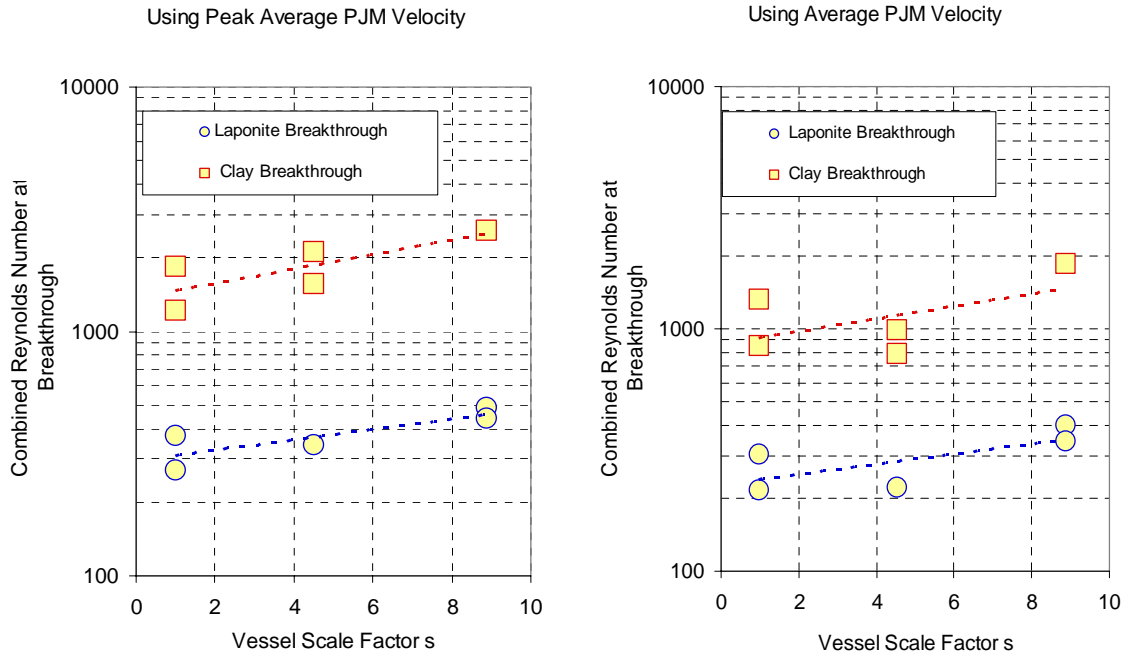 Using Peak Average PJM Velocity
Combined Reynolds Number at
Breakthrough
10000
1000
100
Laponite Breakthrough
Clay Breakthrough
0 2 4 6 8 10
Vessel Scale Factor s
Using Average PJM Velocity
Combined Reynolds Number at
Breakthrough
10000
1000
100
Laponite Breakthrough
Clay Breakthrough
0 2 4 6 8 10
Vessel Scale Factor s